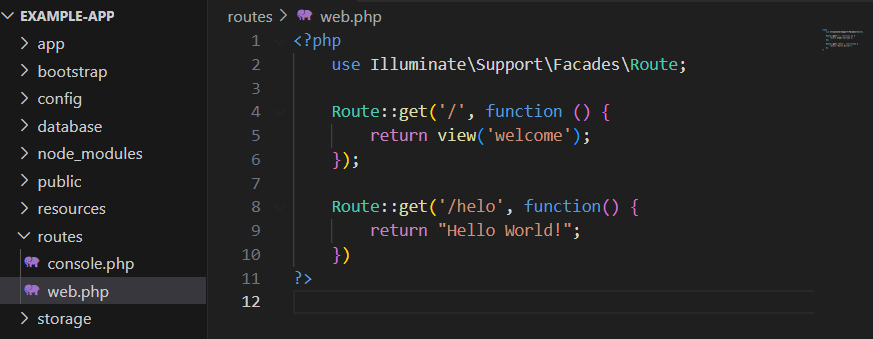 EXAMPLE-APP
app
bootstrap
config
database
node_modules
public
resources
routes
console.php
web.php
storage
routes > web.php
1 <?php
2     use Illuminate\Support\Facades\Route;
3
4     Route::get('/', function () {
5         return view('welcome');
6     });
7
8     Route::get('/helo', function() {
9         return "Hello World!";
10     })
11 ?>
12